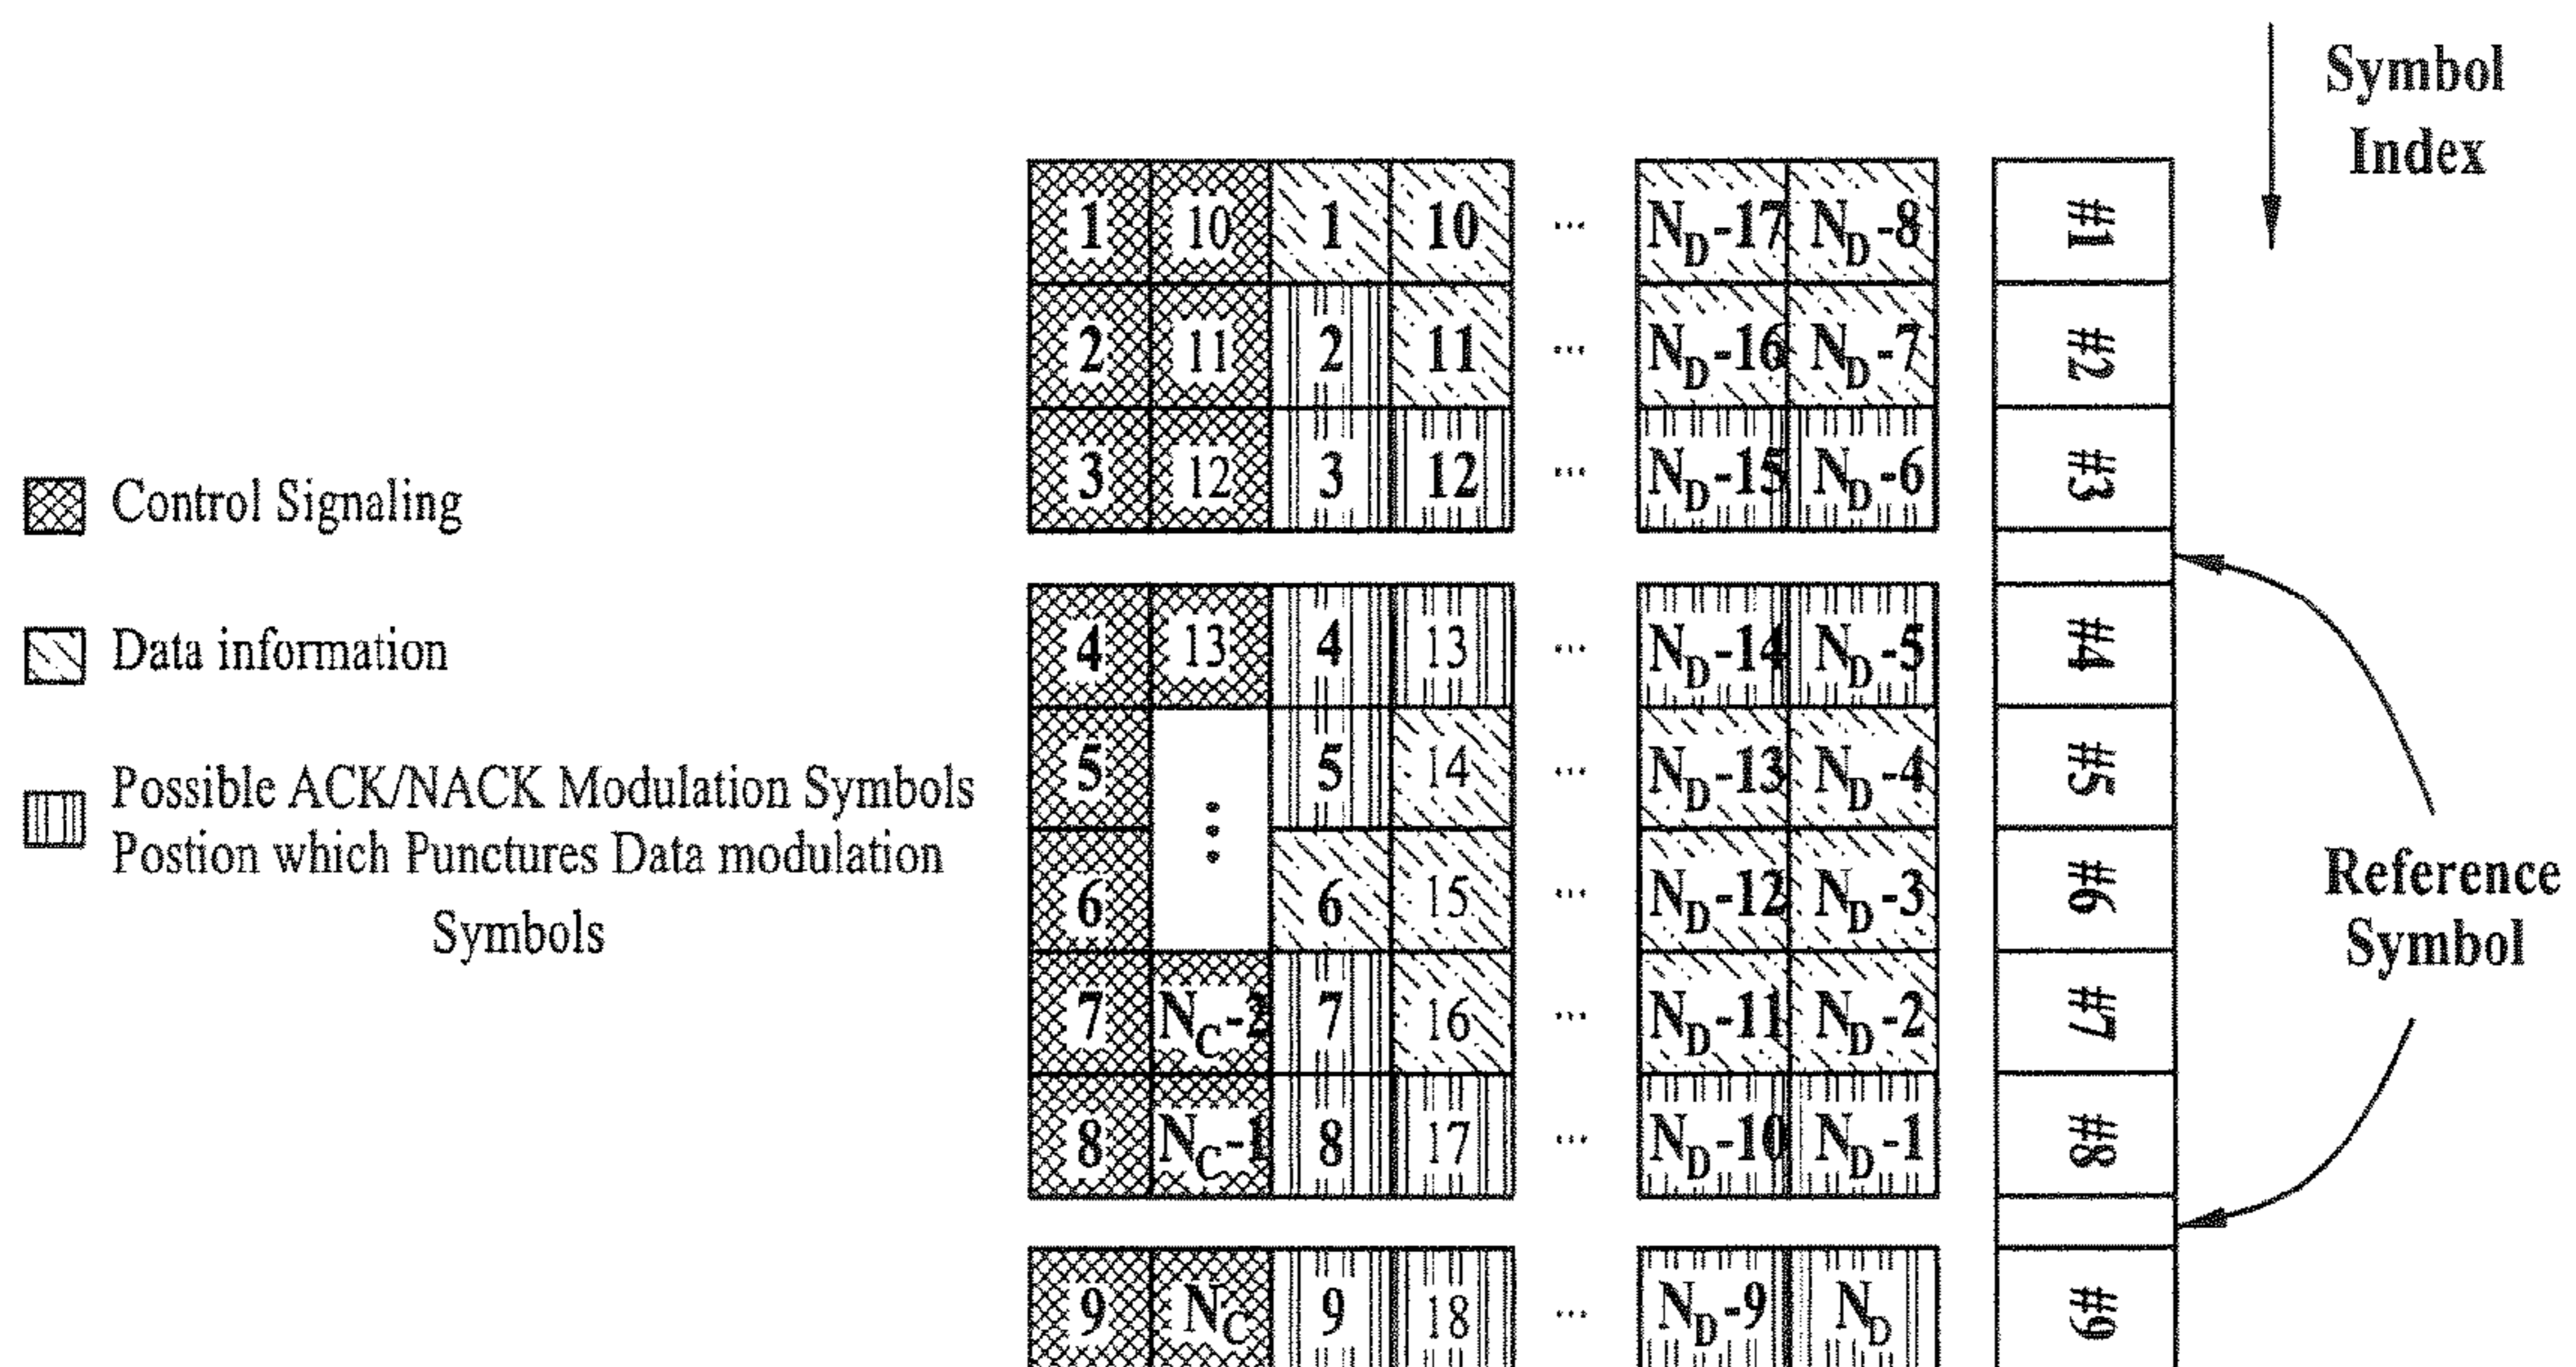 Symbol
Index
1 10 1 10 ... N_D-17 N_D-8 #1
2 11 2 11 ... N_D-16 N_D-7 #2
3 12 3 12 ... N_D-15 N_D-6 #3
Control Signaling
4 13 4 13 ... N_D-14 N_D-5 #4
Data information
5 5 14 ... N_D-13 N_D-4 #5
Possible ACK/NACK Modulation Symbols
Postion which Punctures Data modulation
Symbols
6 6 15 ... N_D-12 N_D-3 #6
Reference
Symbol
7 N_C-2 7 16 ... N_D-11 N_D-2 #7
8 N_C-1 8 17 ... N_D-10 N_D-1 #8
9 N_C 9 18 ... N_D-9 N_D #9